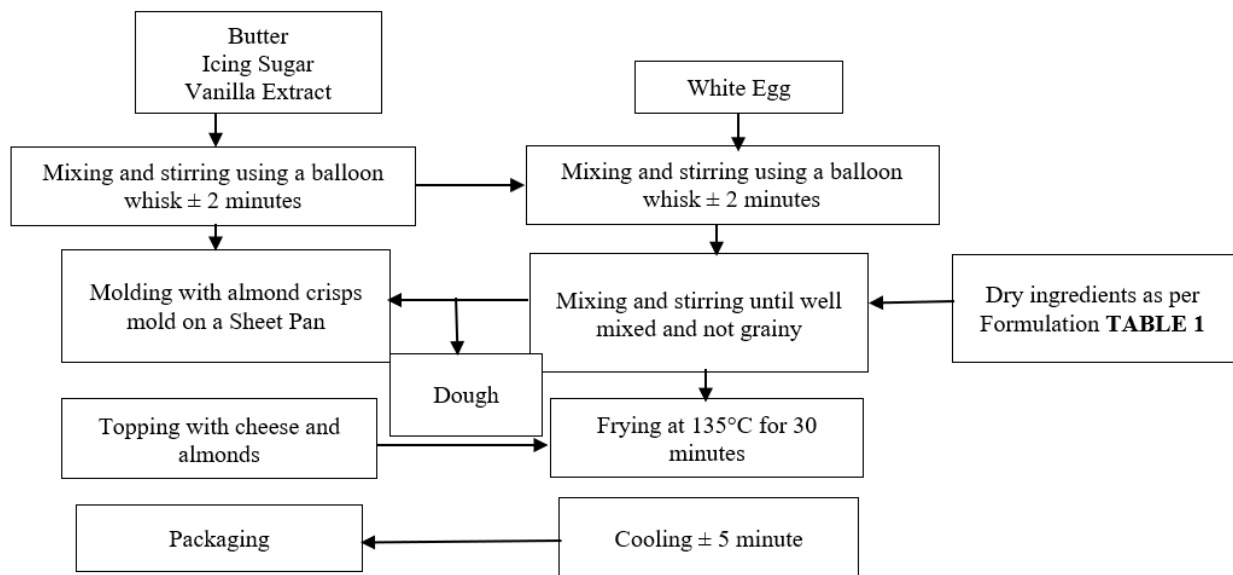 Butter
Icing Sugar
Vanilla Extract
White Egg
Mixing and stirring using a balloon
whisk ± 2 minutes
Mixing and stirring using a balloon
whisk ± 2 minutes
Molding with almond crisps
mold on a Sheet Pan
Mixing and stirring until well
mixed and not grainy
Dry ingredients as per
Formulation TABLE 1
Dough
Topping with cheese and
almonds
Frying at 135°C for 30
minutes
Packaging
Cooling ± 5 minute